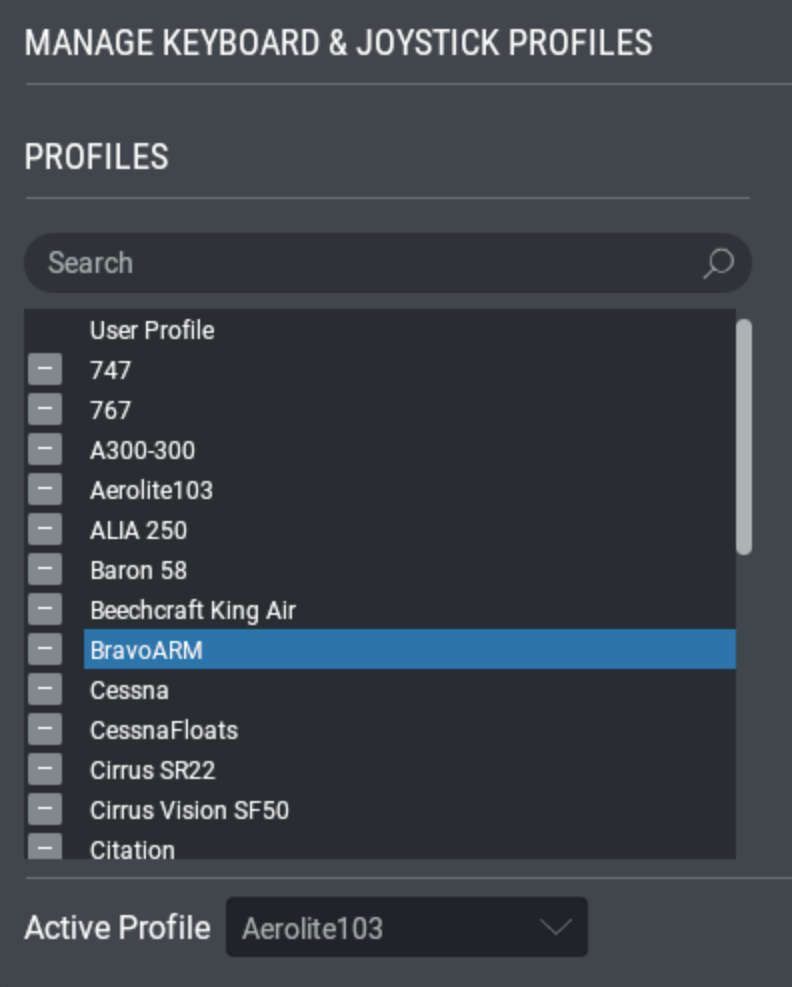 MANAGE KEYBOARD & JOYSTICK PROFILES
PROFILES
Search
User Profile
747
767
A300-300
Aerolite103
ALIA 250
Baron 58
Beechcraft King Air
BravoARM
Cessna
CessnaFloats
Cirrus SR22
Cirrus Vision SF50
Citation
Active Profile Aerolite103